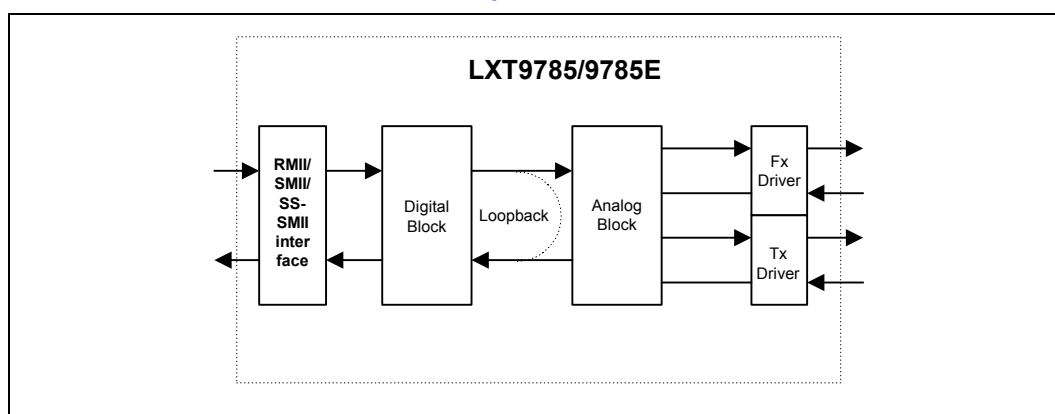 LXT9785/9785E
RMII/
SMII/
SS-
SMII
inter
face
Digital
Block
Loopback
Analog
Block
Fx
Driver
Tx
Driver